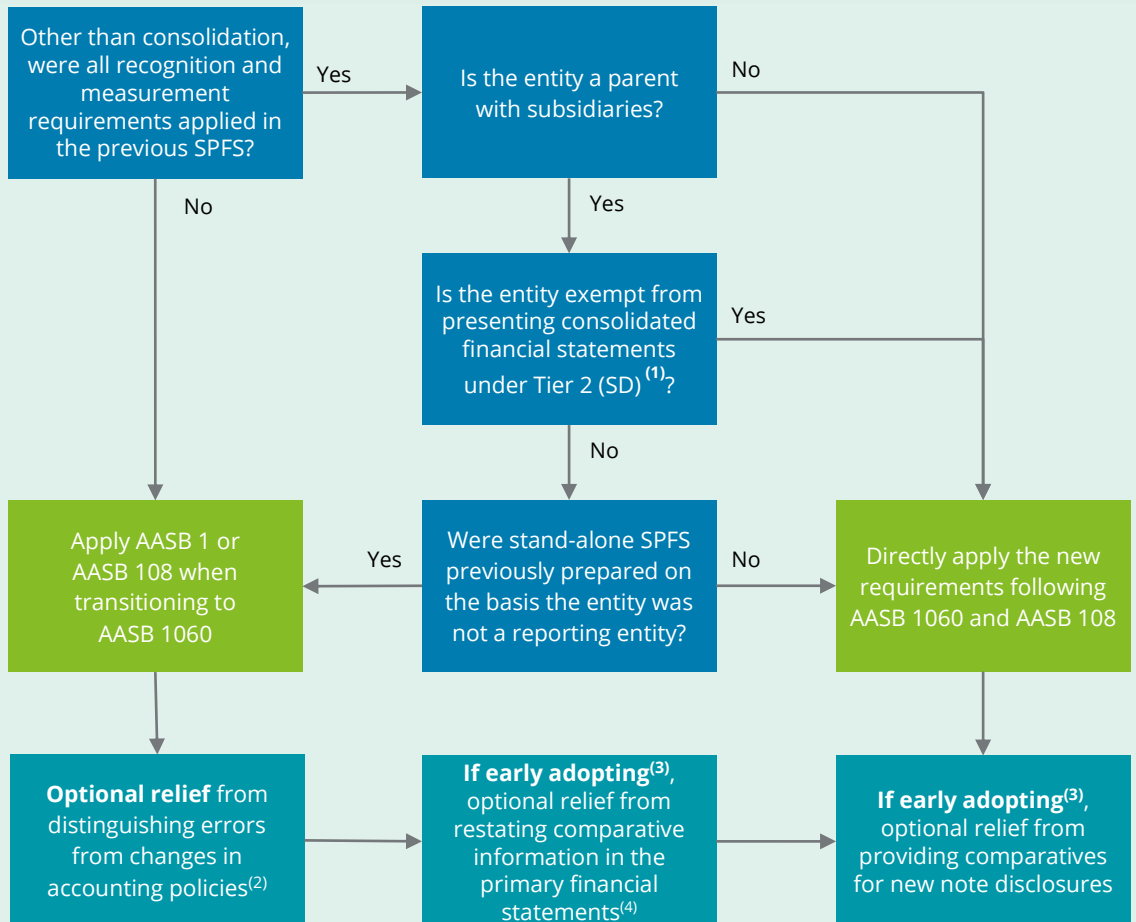 Other than consolidation,
were all recognition and
measurement
requirements applied in
the previous SPFS?
Yes
Is the entity a parent
with subsidiaries?
No
No
Yes
Is the entity exempt from
presenting consolidated
financial statements
under Tier 2 (SD) (1)?
Yes
No
Apply AASB 1 or
AASB 108 when
transitioning to
AASB 1060
Yes
Were stand-alone SPFS
previously prepared on
the basis the entity was
not a reporting entity?
No
Directly apply the new
requirements following
AASB 1060 and AASB 108
Optional relief from
distinguishing errors
from changes in
accounting policies(2)
If early adopting(3),
optional relief from
restating comparative
information in the
primary financial
statements(4)
If early adopting(3),
optional relief from
providing comparatives
for new note disclosures